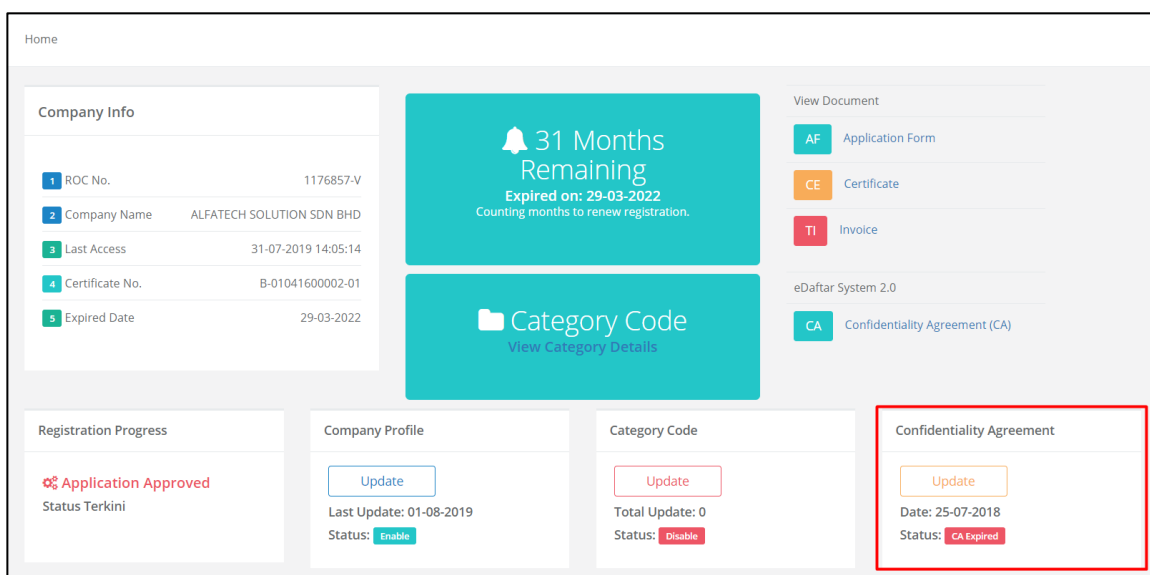 Home
Company Info
1 ROC No. 1176857-V
2 Company Name ALFATECH SOLUTION SDN BHD
3 Last Access 31-07-2019 14:05:14
4 Certificate No. B-01041600002-01
5 Expired Date 29-03-2022
31 Months
Remaining
Expired on: 29-03-2022
Counting months to renew registration.
Category Code
View Category Details
View Document
AF Application Form
CE Certificate
TI Invoice
eDaftar System 2.0
CA Confidentiality Agreement (CA)
Registration Progress
Application Approved
Status Terkini
Company Profile
Update
Last Update: 01-08-2019
Status: Enable
Category Code
Update
Total Update: 0
Status: Disable
Confidentiality Agreement
Update
Date: 25-07-2018
Status: CA Expired